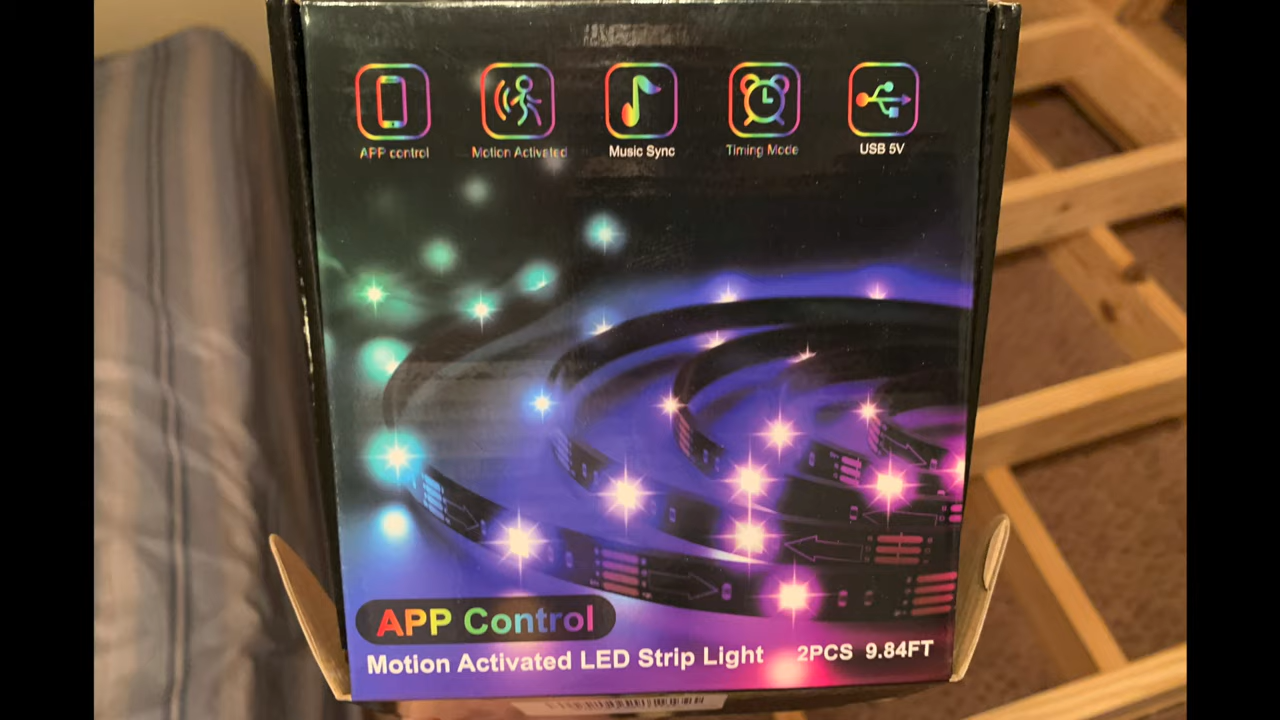 APP control
Motion Activated
Music Sync
Timing Mode
USB 5V
APP Control
Motion Activated LED Strip Light 2PCS 9.84FT